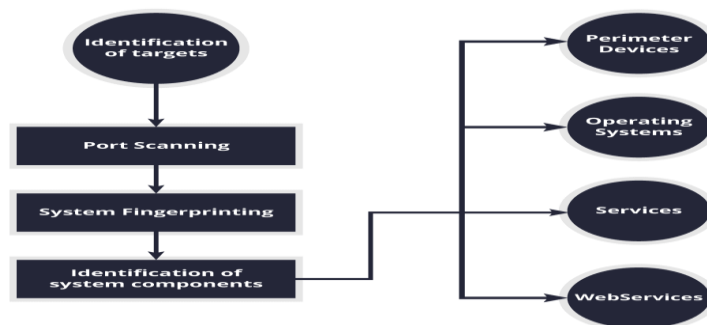 Identification
of targets
Port Scanning
System Fingerprinting
Identification of
system components
Perimeter
Devices
Operating
Systems
Services
WebServices